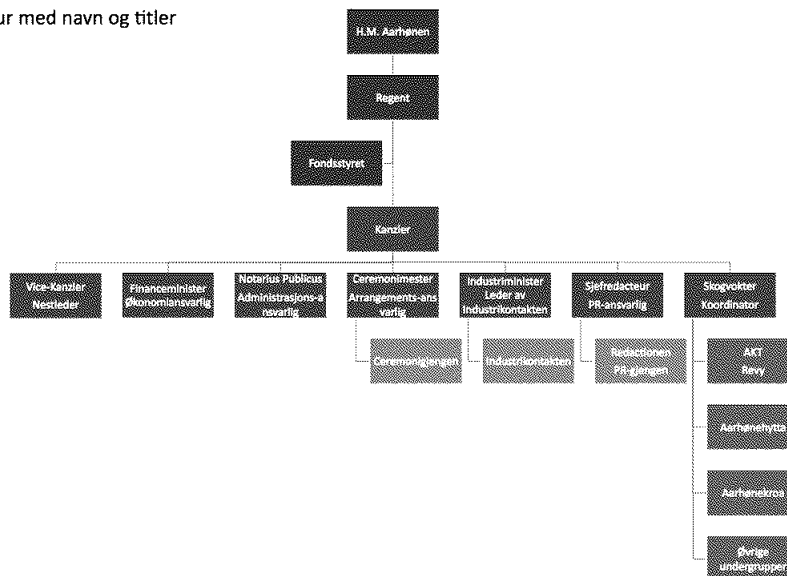 ur med navn og titler
H.M. Aarhønen
Regent
Fondsstyret
Kanzler
Vice-Kanzler
Nestleder
Financeminister
Økonomiansvarlig
Notarius Publicus
Administrasjons-a
nsvarlig
Ceremonimester
Arrangements-ans
varlig
Industriminister
Leder av
Industrikontakten
Sjefredacteur
PR-ansvarlig
Skogvokter
Koordinator
Ceremonigjengen
Industrikontakten
Redactionen
PR-gjengen
AKT
Revy
Aarhønehytta
Aarhønekroa
Øvrige
undergrupper